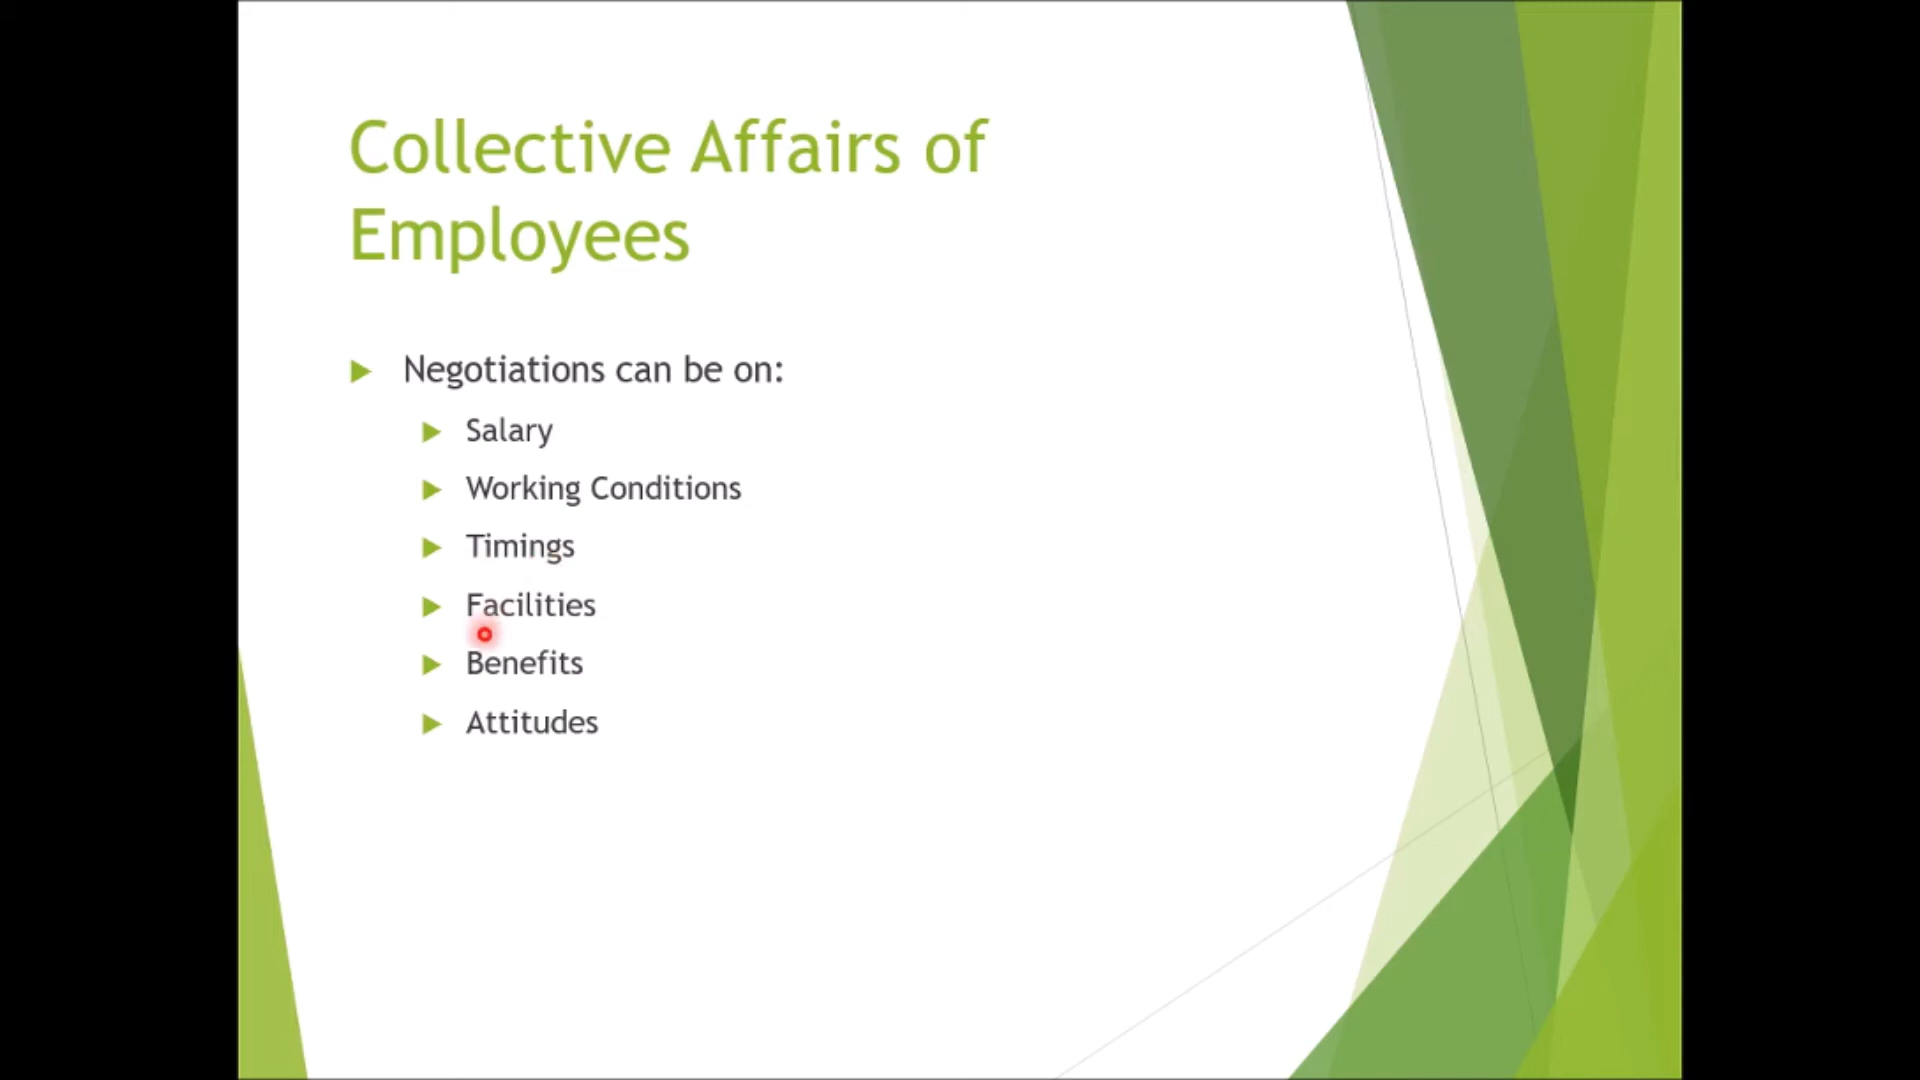 Collective Affairs of
Employees
Negotiations can be on:
Salary
Working Conditions
Timings
Facilities
Benefits
Attitudes